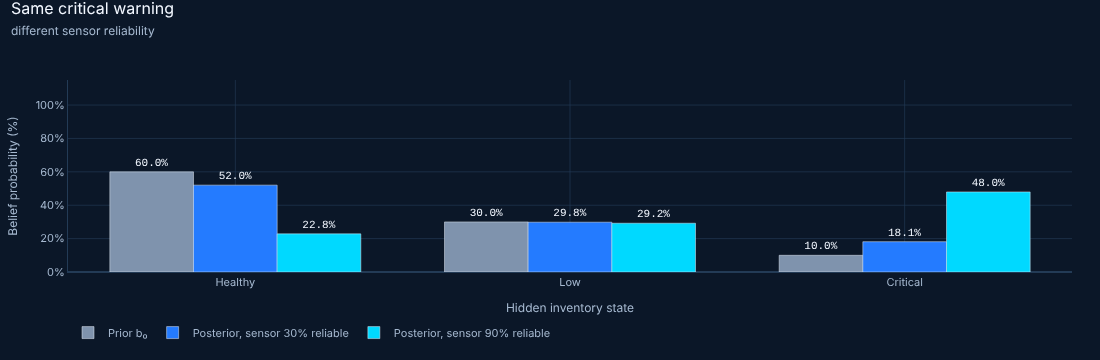 Same critical warning
different sensor reliability
Belief probability (%)
100%
80%
60%
40%
20%
0%
60.0%
52.0%
22.8%
30.0%
29.8%
29.2%
10.0%
18.1%
48.0%
Healthy
Low
Critical
Hidden inventory state
Prior b₀
Posterior, sensor 30% reliable
Posterior, sensor 90% reliable